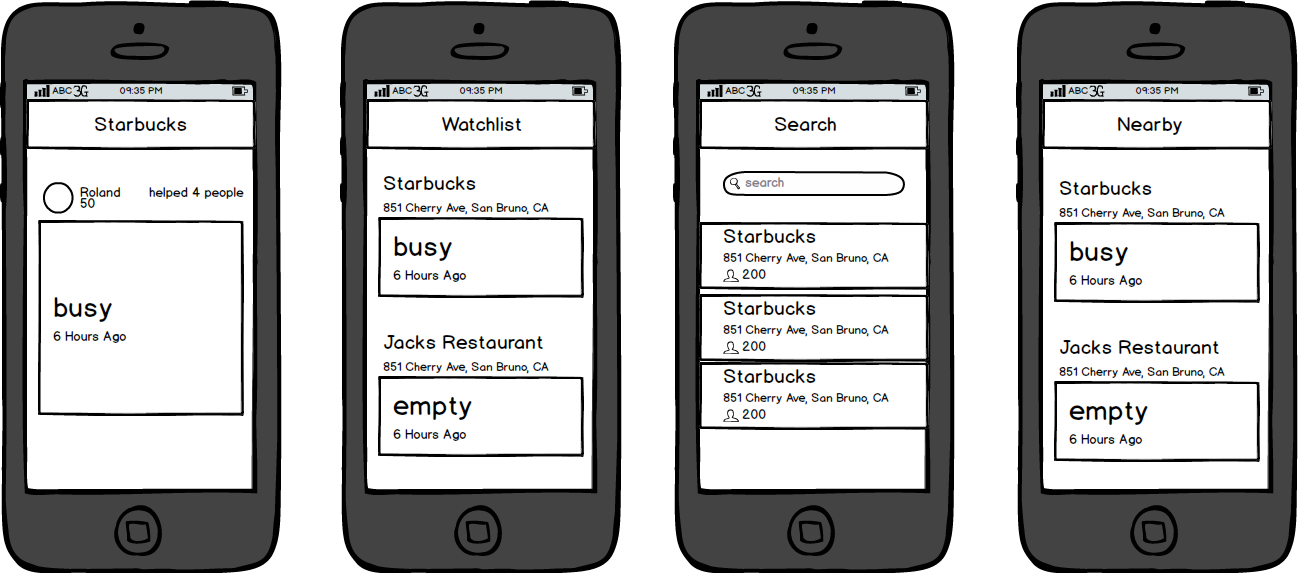 ABC 3G 09:35 PM
Starbucks
Roland
50
helped 4 people
busy
6 Hours Ago
ABC 3G 09:35 PM
Watchlist
Starbucks
851 Cherry Ave, San Bruno, CA
busy
6 Hours Ago
Jacks Restaurant
851 Cherry Ave, San Bruno, CA
empty
6 Hours Ago
ABC 3G 09:35 PM
Search
search
Starbucks
851 Cherry Ave, San Bruno, CA
200
Starbucks
851 Cherry Ave, San Bruno, CA
200
Starbucks
851 Cherry Ave, San Bruno, CA
200
ABC 3G 09:35 PM
Nearby
Starbucks
851 Cherry Ave, San Bruno, CA
busy
6 Hours Ago
Jacks Restaurant
851 Cherry Ave, San Bruno, CA
empty
6 Hours Ago